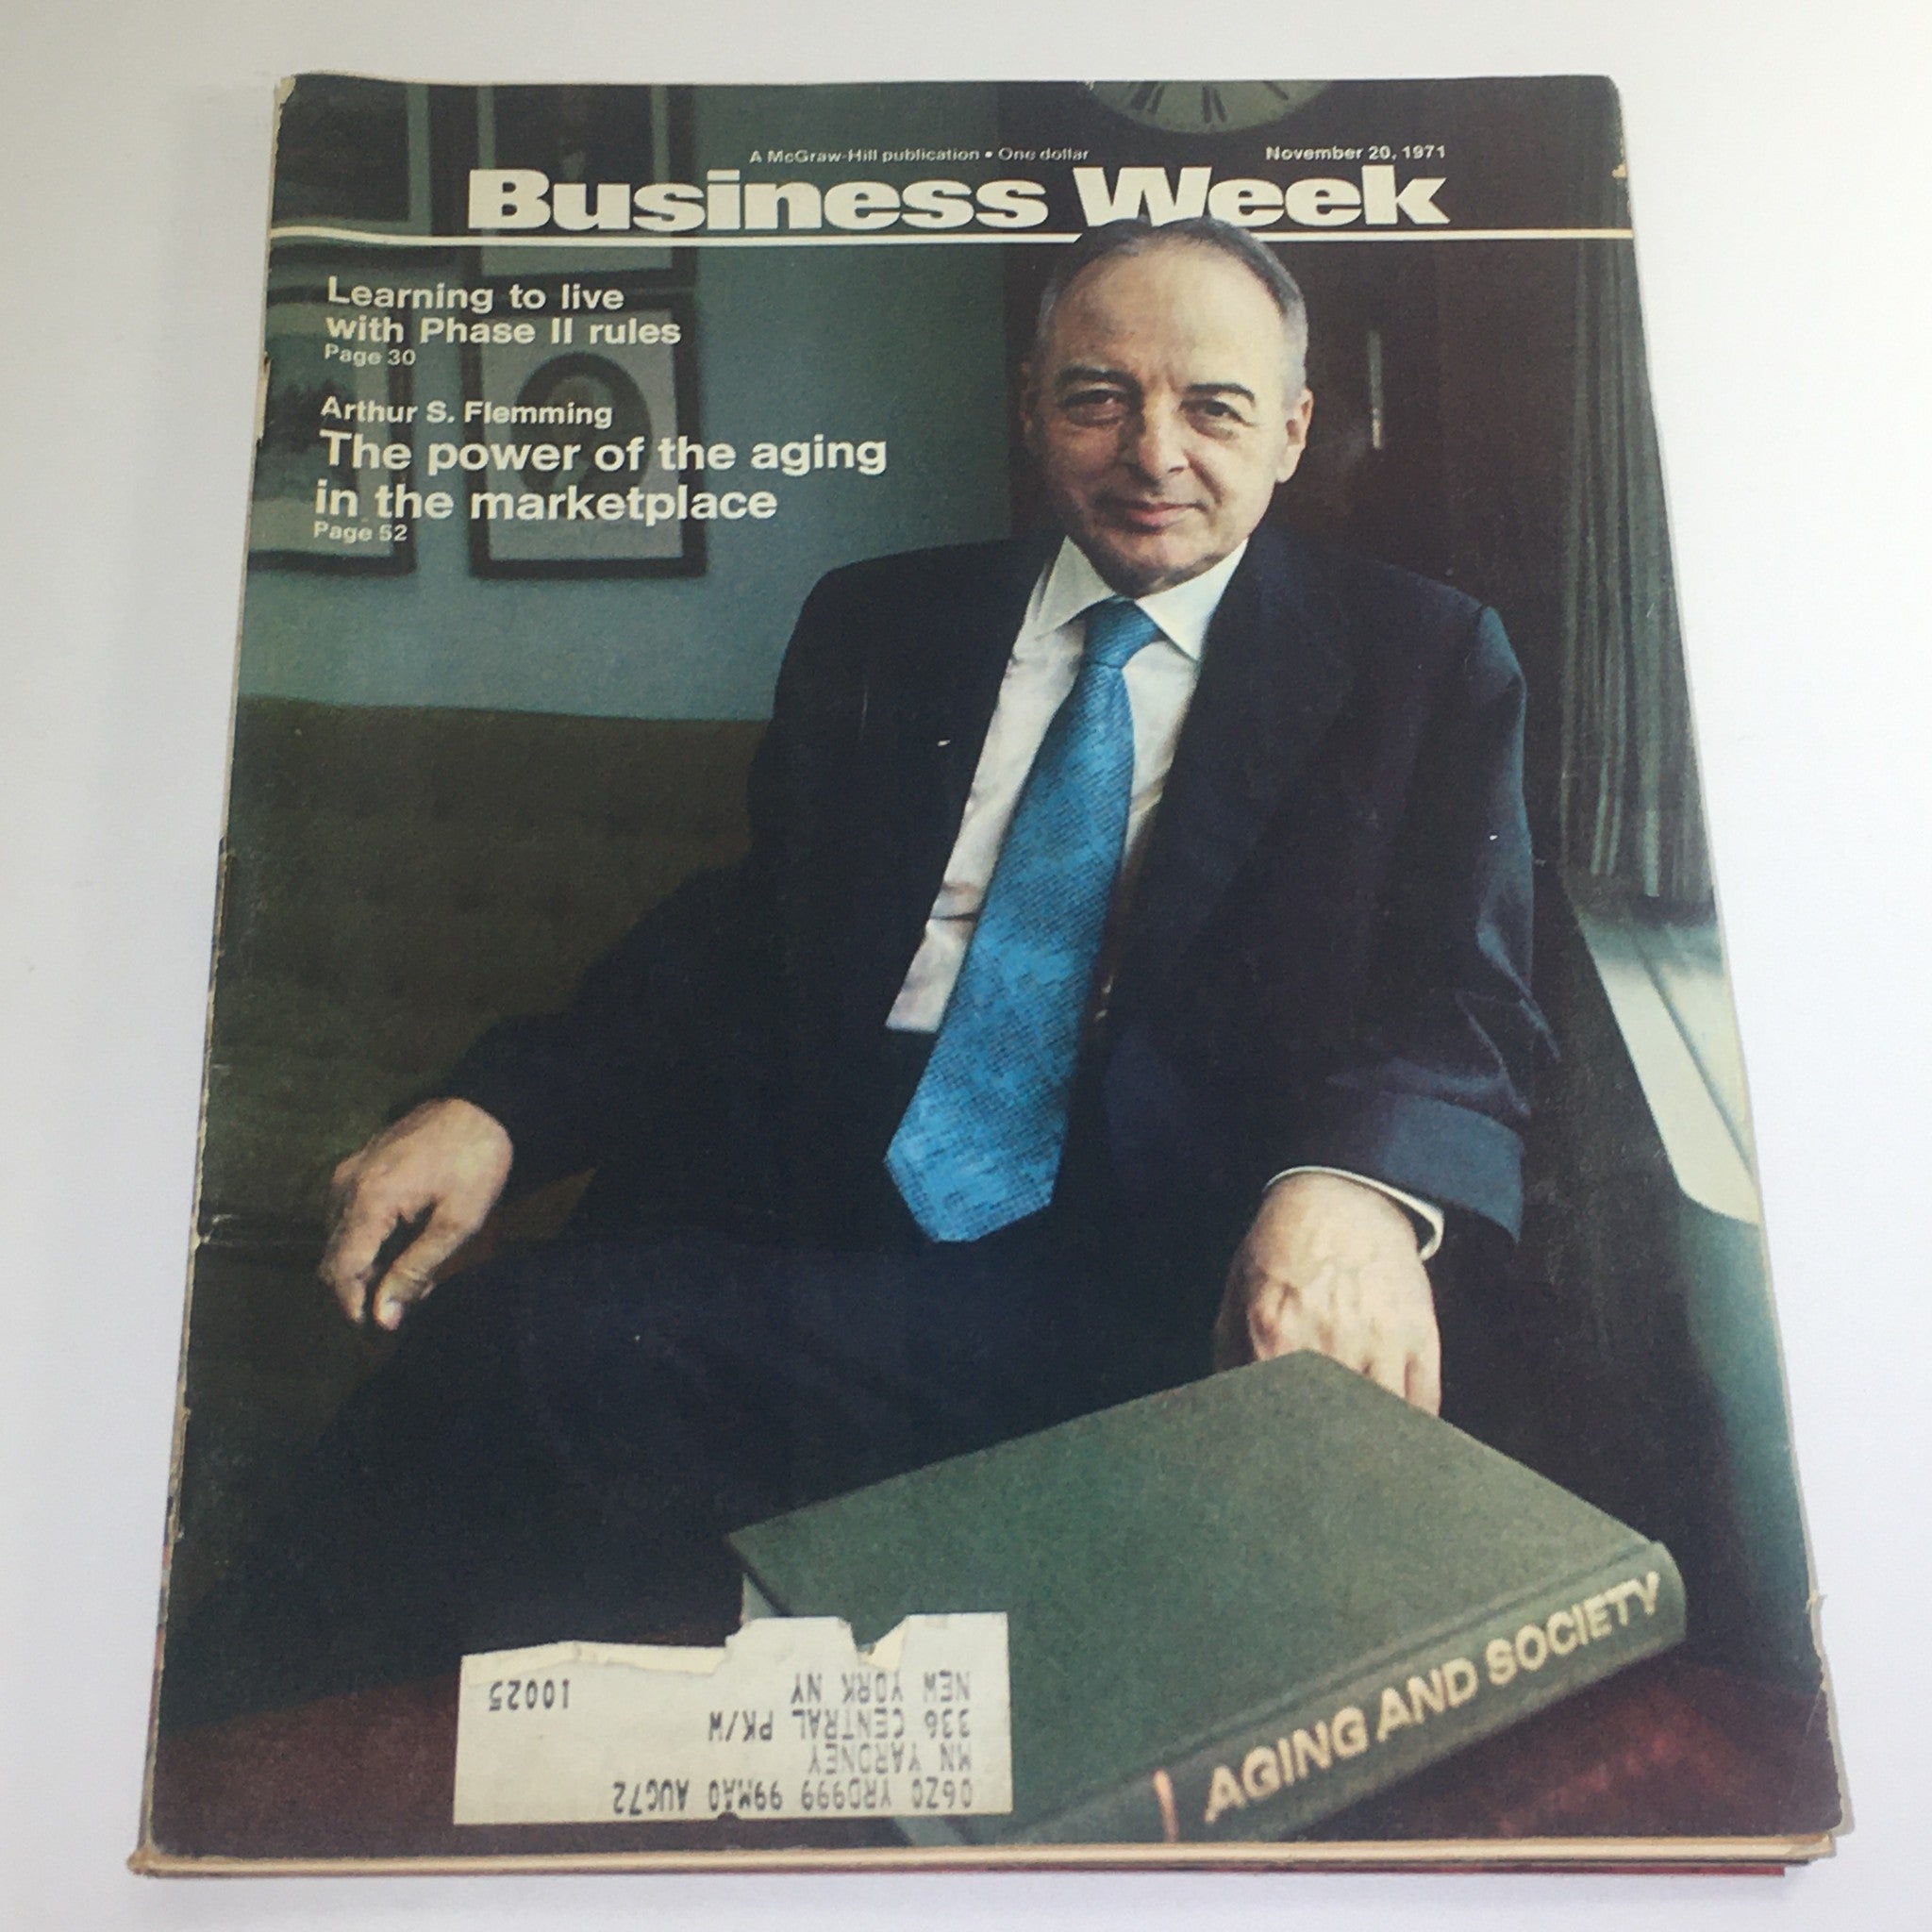 A McGraw-Hill publication • One dollar
November 20, 1971
Business Week
Learning to live
with Phase II rules
Page 30
Arthur S. Flemming
The power of the aging
in the marketplace
Page 52
AGING AND SOCIETY
06Z0 YRD999 99MA0 AUG72
MN YARDNEY
336 CENTRAL PK/W
NEW YORK NY 10025